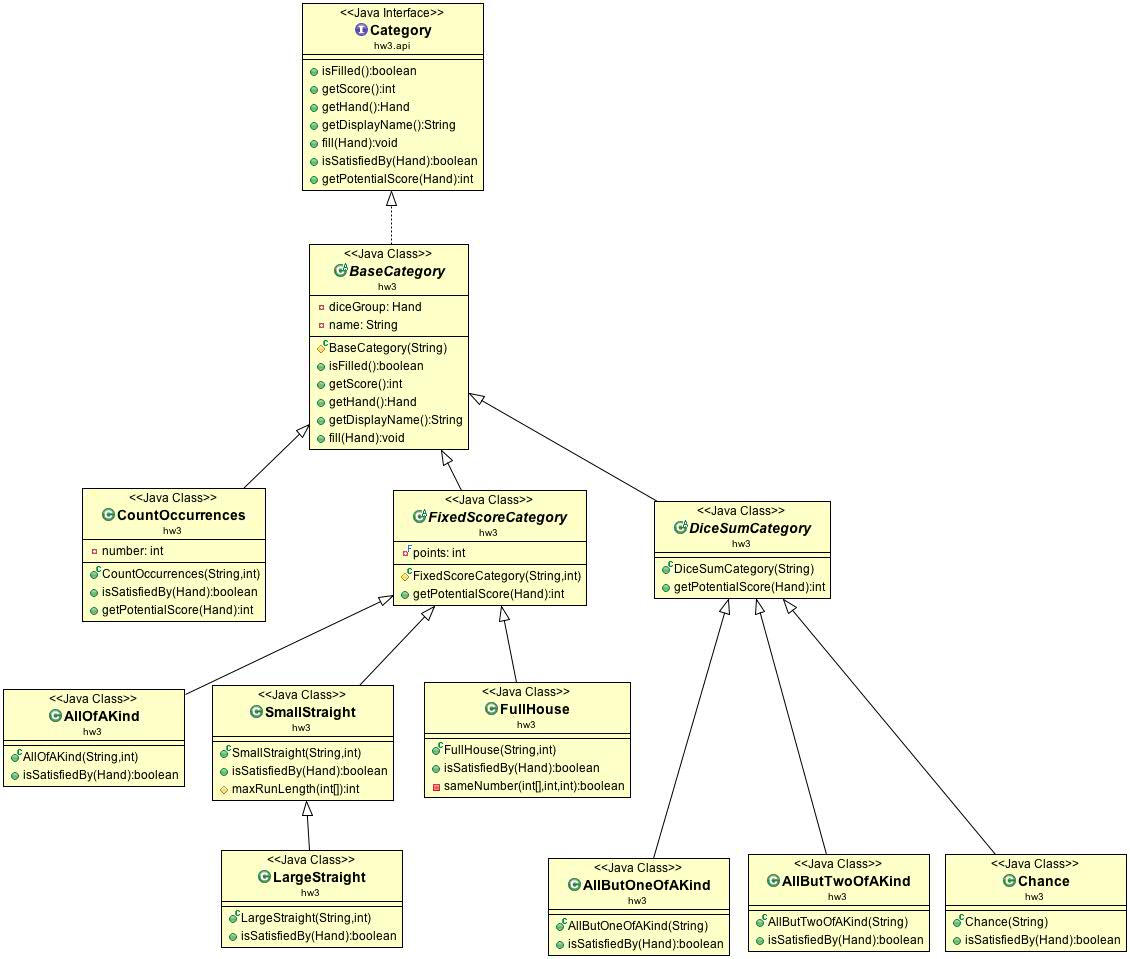 <<Java Interface>>
Category
hw3.api
isFilled():boolean
getScore():int
getHand():Hand
getDisplayName():String
fill(Hand):void
isSatisfiedBy(Hand):boolean
getPotentialScore(Hand):int
<<Java Class>>
BaseCategory
hw3
diceGroup: Hand
name: String
BaseCategory(String)
isFilled():boolean
getScore():int
getHand():Hand
getDisplayName():String
fill(Hand):void
<<Java Class>>
CountOccurrences
hw3
number: int
CountOccurrences(String,int)
isSatisfiedBy(Hand):boolean
getPotentialScore(Hand):int
<<Java Class>>
FixedScoreCategory
hw3
points: int
FixedScoreCategory(String,int)
getPotentialScore(Hand):int
<<Java Class>>
DiceSumCategory
hw3
DiceSumCategory(String)
getPotentialScore(Hand):int
<<Java Class>>
AllOfAKind
hw3
AllOfAKind(String,int)
isSatisfiedBy(Hand):boolean
<<Java Class>>
SmallStraight
hw3
SmallStraight(String,int)
isSatisfiedBy(Hand):boolean
maxRunLength(int[]):int
<<Java Class>>
FullHouse
hw3
FullHouse(String,int)
isSatisfiedBy(Hand):boolean
sameNumber(int[],int,int):boolean
<<Java Class>>
LargeStraight
hw3
LargeStraight(String,int)
isSatisfiedBy(Hand):boolean
<<Java Class>>
AllButOneOfAKind
hw3
AllButOneOfAKind(String)
isSatisfiedBy(Hand):boolean
<<Java Class>>
AllButTwoOfAKind
hw3
AllButTwoOfAKind(String)
isSatisfiedBy(Hand):boolean
<<Java Class>>
Chance
hw3
Chance(String)
isSatisfiedBy(Hand):boolean